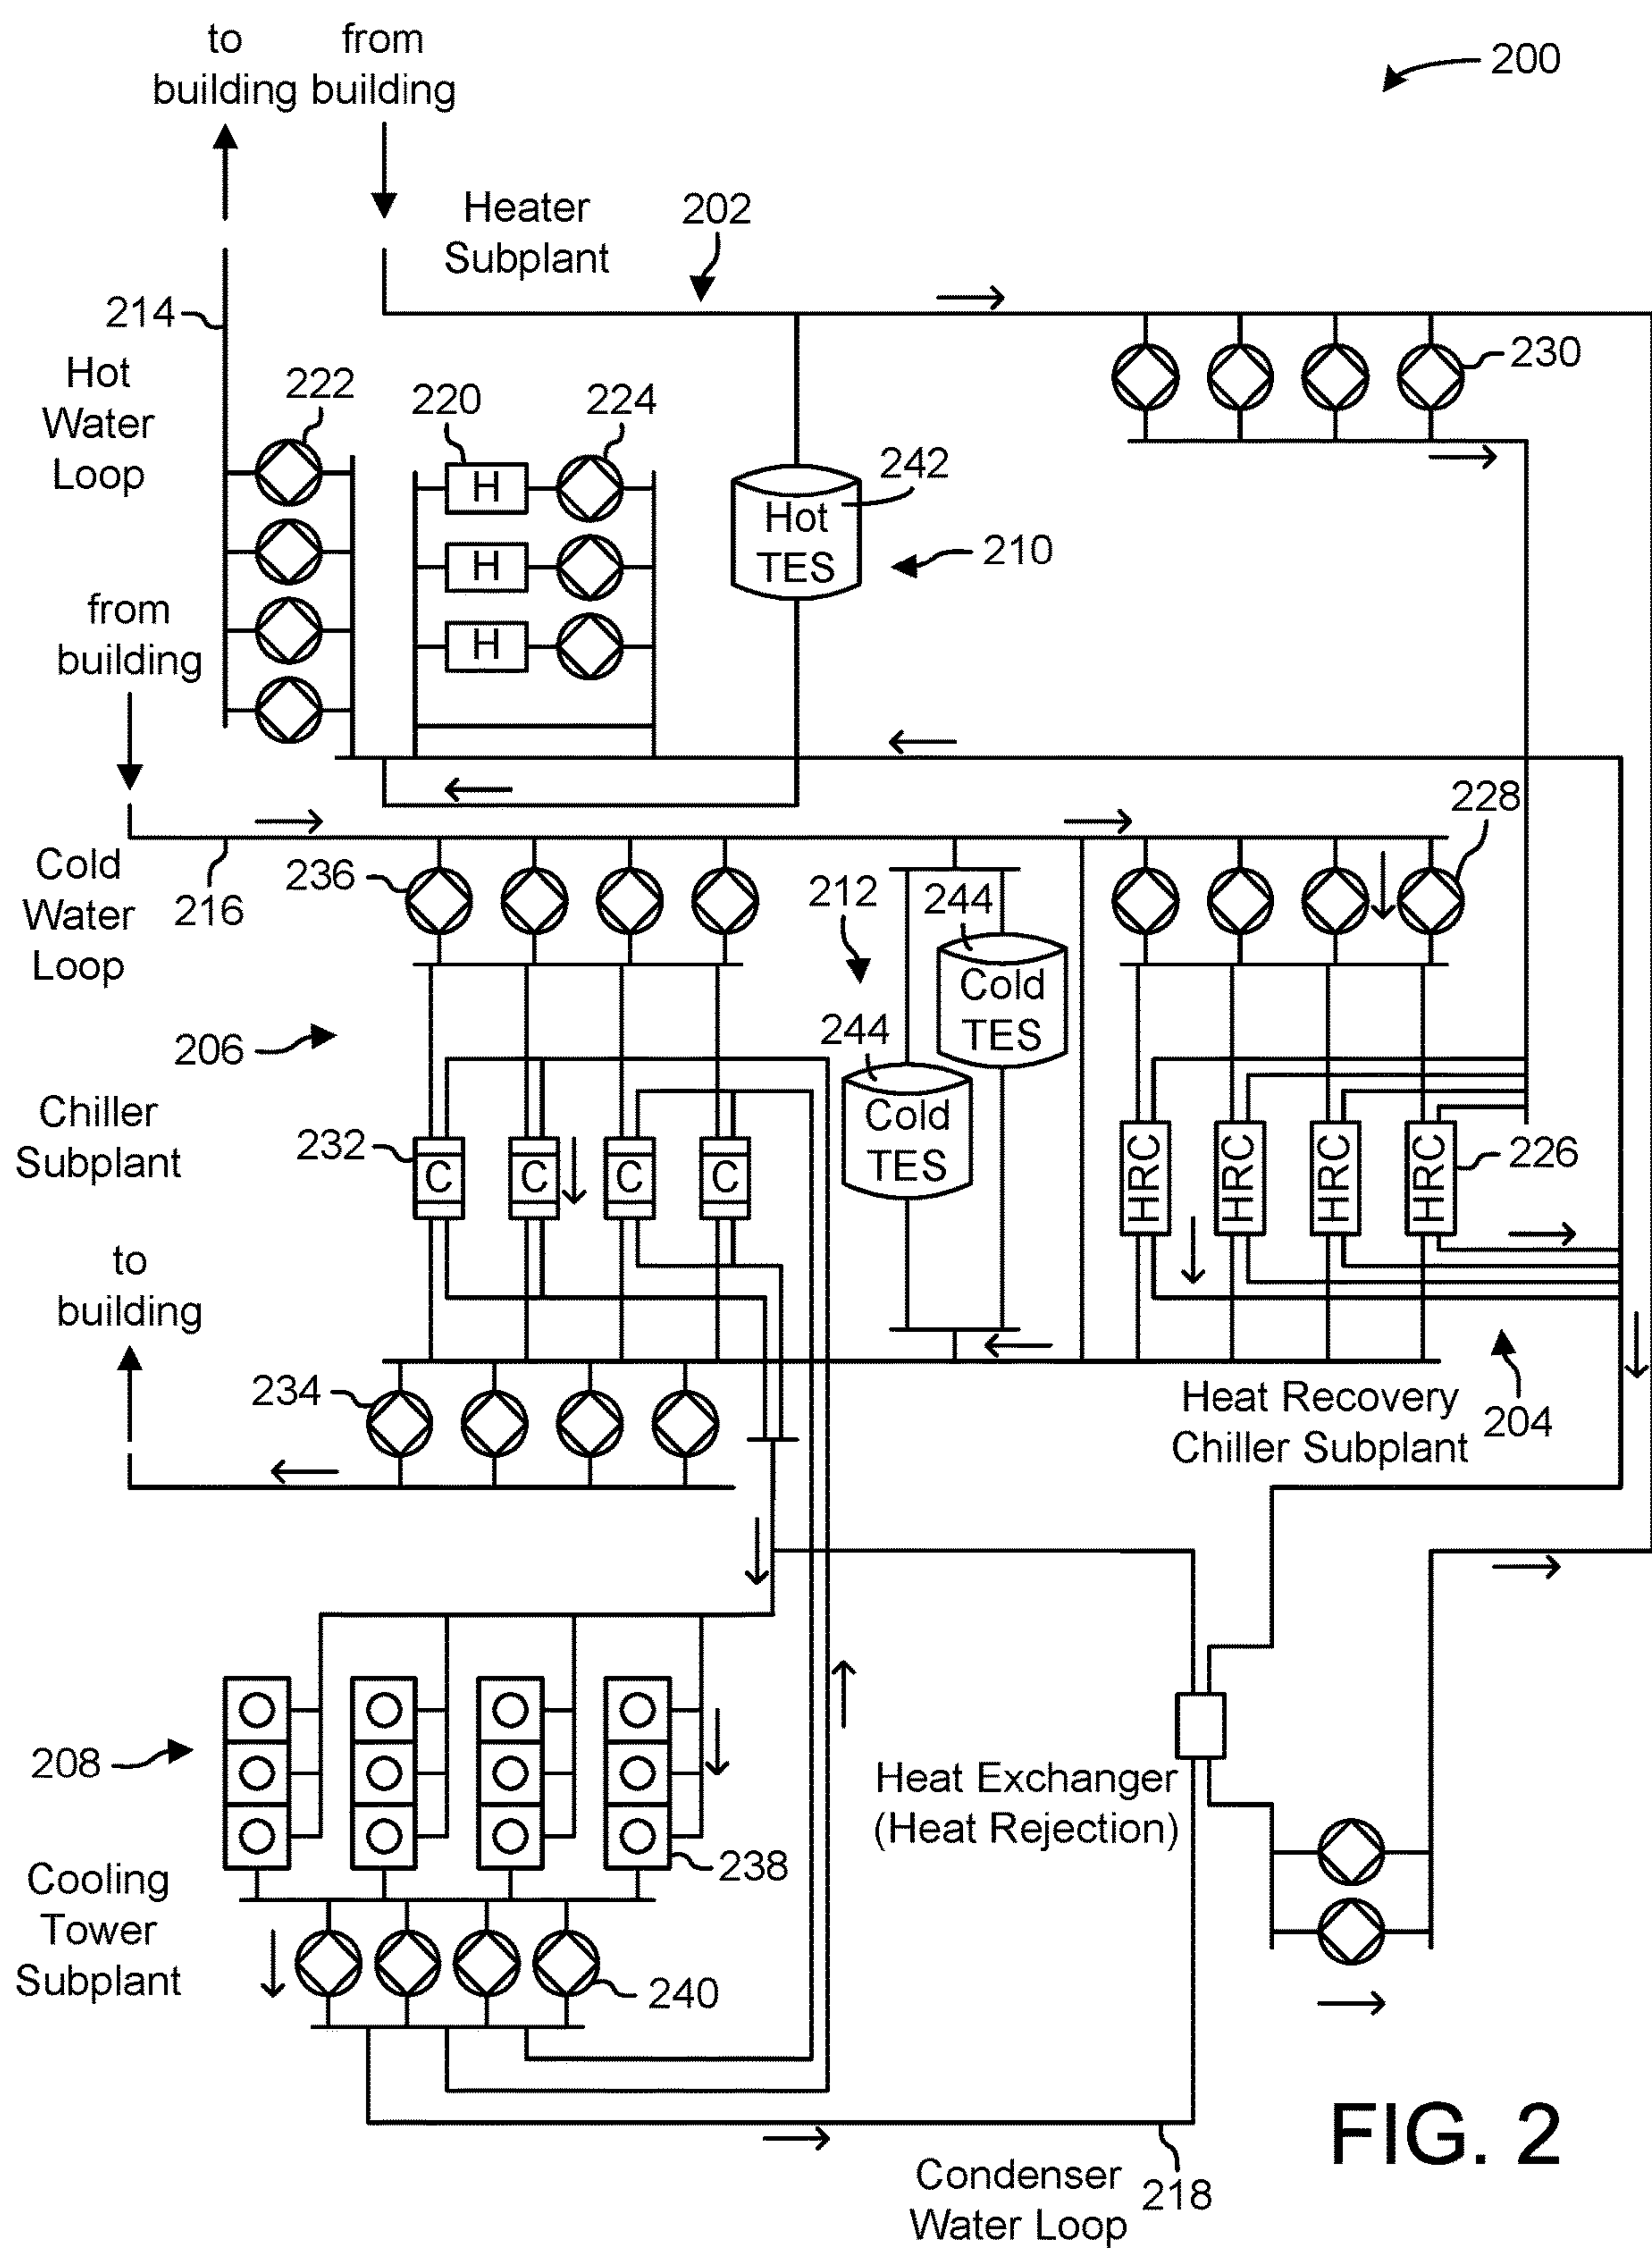 to
building
from
building
200
Heater
Subplant
202
214
Hot
Water
Loop
222
220
224
230
H
H
H
242
Hot
TES
210
from
building
228
Cold
Water
Loop
216
236
212
244
Cold
TES
244
Cold
TES
206
Chiller
Subplant
232
C
C
C
C
HRC
HRC
HRC
HRC
226
to
building
234
Heat Recovery
Chiller Subplant
204
208
Heat Exchanger
(Heat Rejection)
238
Cooling
Tower
Subplant
240
Condenser
Water Loop
218
FIG. 2